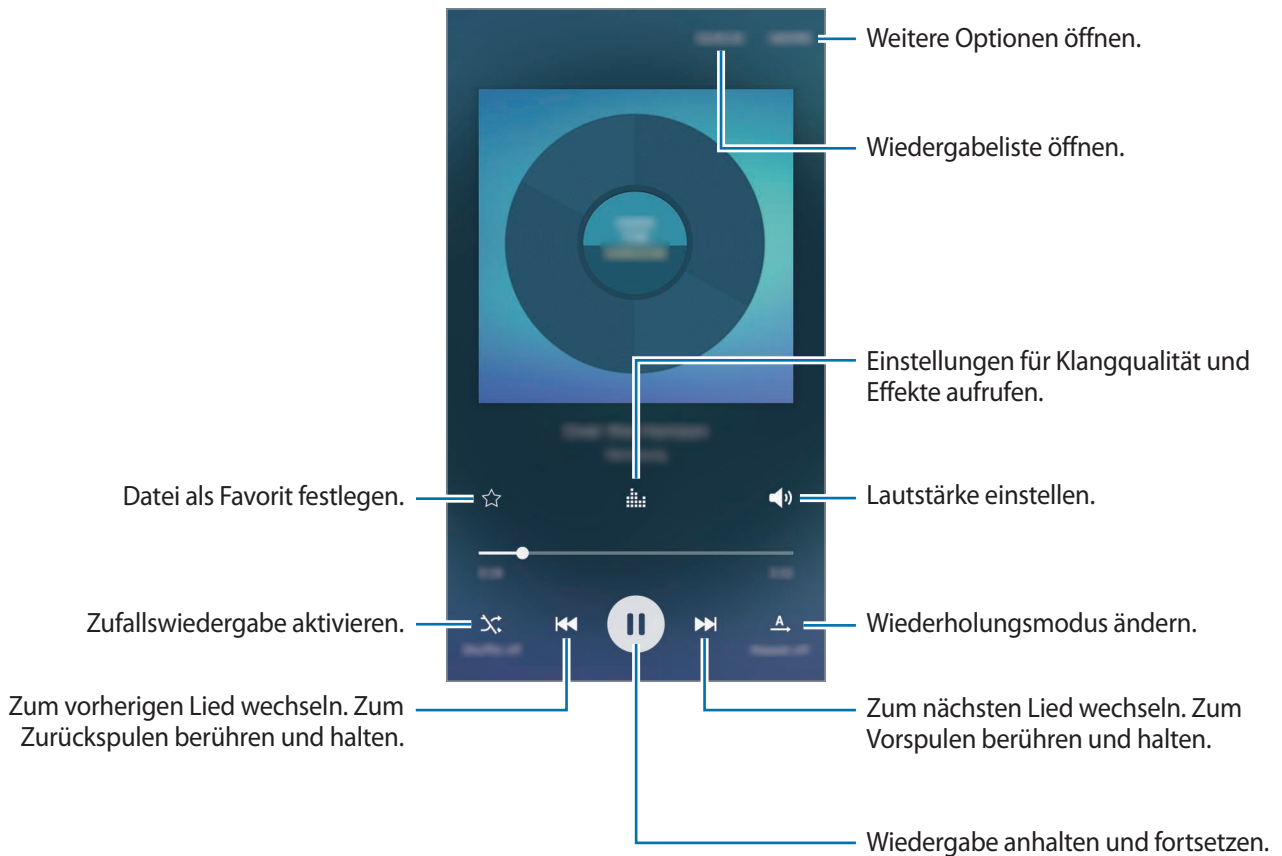 Weitere Optionen öffnen.
Wiedergabeliste öffnen.
Einstellungen für Klangqualität und
Effekte aufrufen.
Datei als Favorit festlegen.
Lautstärke einstellen.
Zufallswiedergabe aktivieren.
A
Wiederholungsmodus ändern.
Zum vorherigen Lied wechseln. Zum
Zurückspulen berühren und halten.
Zum nächsten Lied wechseln. Zum
Vorspulen berühren und halten.
Wiedergabe anhalten und fortsetzen.